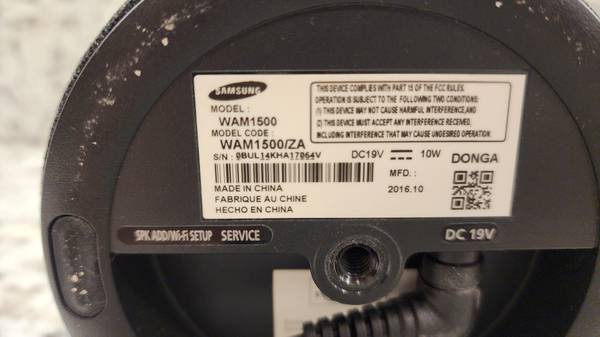 SAMSUNG
MODEL :
WAM1500
MODEL CODE :
WAM1500/ZA
S/N : 0BUL14KHA17064V
THIS DEVICE COMPLIES WITH PART 15 OF THE FCC RULES.
OPERATION IS SUBJECT TO THE FOLLOWING TWO CONDITIONS:
(1) THIS DEVICE MAY NOT CAUSE HARMFUL INTERFERENCE,AND
(2) THIS DEVICE MUST ACCEPT ANY INTERFERENCE RECEIVED,
INCLUDING INTERFERENCE THAT MAY CAUSE UNDESIRED OPERATION.
DC19V 10W DONGA
MFD. :
2016.10
MADE IN CHINA
FABRIQUE AU CHINE
HECHO EN CHINA
SPK ADD/Wi-Fi SETUP SERVICE
DC 19V